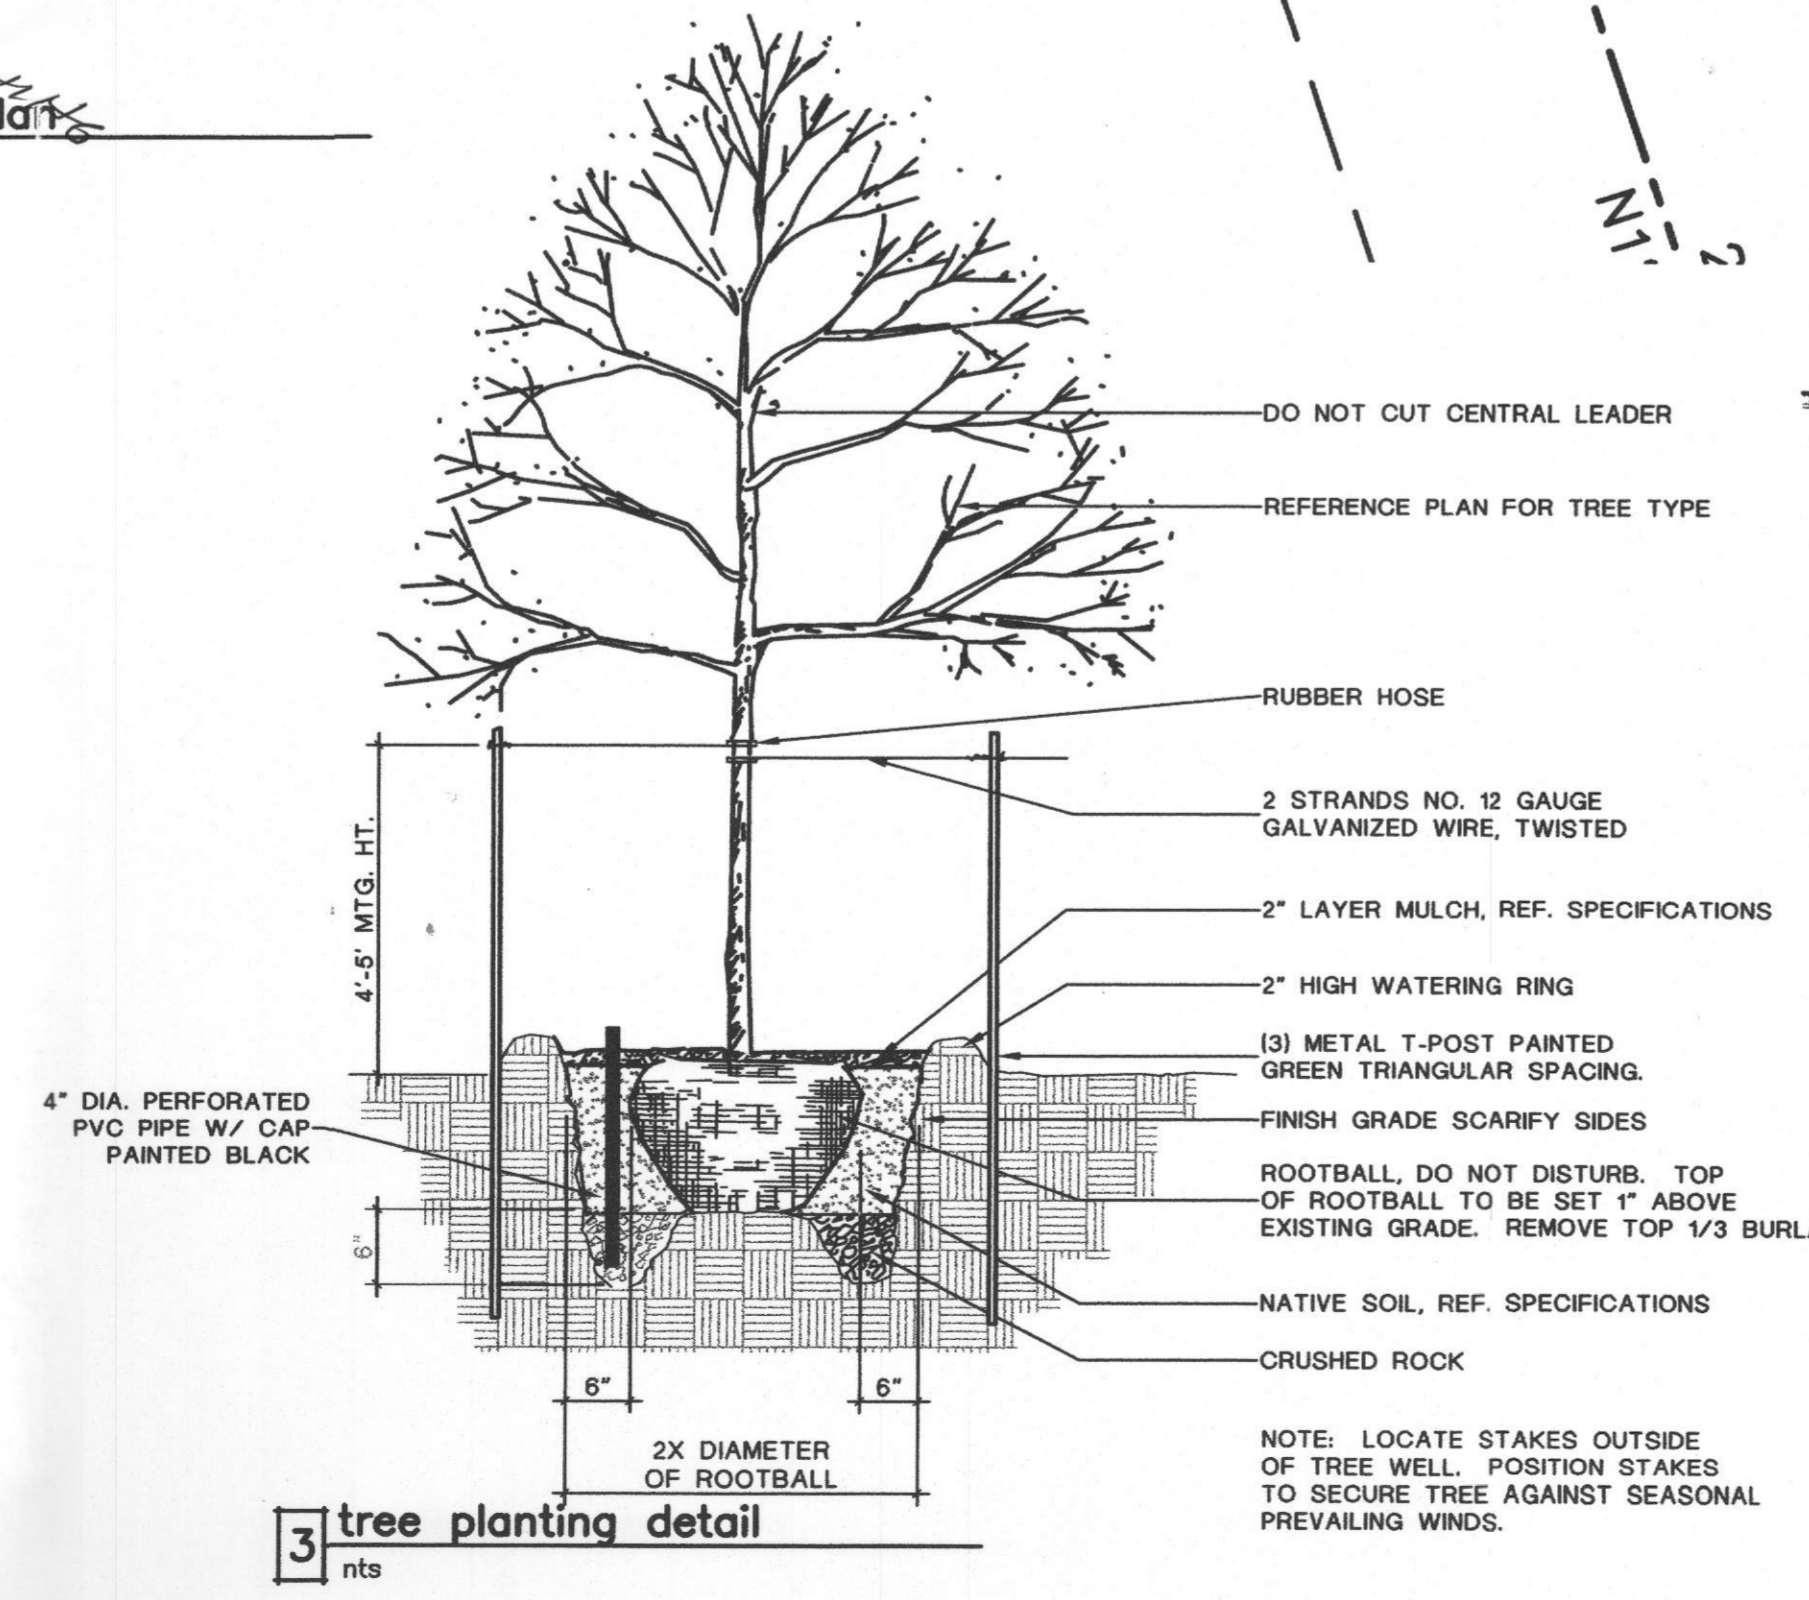 DO NOT CUT CENTRAL LEADER
REFERENCE PLAN FOR TREE TYPE
RUBBER HOSE
2 STRANDS NO. 12 GAUGE
GALVANIZED WIRE, TWISTED
4'-5' MTG. HT.
2" LAYER MULCH, REF. SPECIFICATIONS
2" HIGH WATERING RING
(3) METAL T-POST PAINTED
GREEN TRIANGULAR SPACING.
4" DIA. PERFORATED
PVC PIPE W/ CAP
PAINTED BLACK
FINISH GRADE SCARIFY SIDES
ROOTBALL, DO NOT DISTURB. TOP
OF ROOTBALL TO BE SET 1" ABOVE
EXISTING GRADE. REMOVE TOP 1/3
6"
NATIVE SOIL, REF. SPECIFICATIONS
CRUSHED ROCK
6"
6"
2X DIAMETER
OF ROOTBALL
NOTE: LOCATE STAKES OUTSIDE
OF TREE WELL. POSITION STAKES
TO SECURE TREE AGAINST SEASONAL
PREVAILING WINDS.
3
tree planting detail
nts